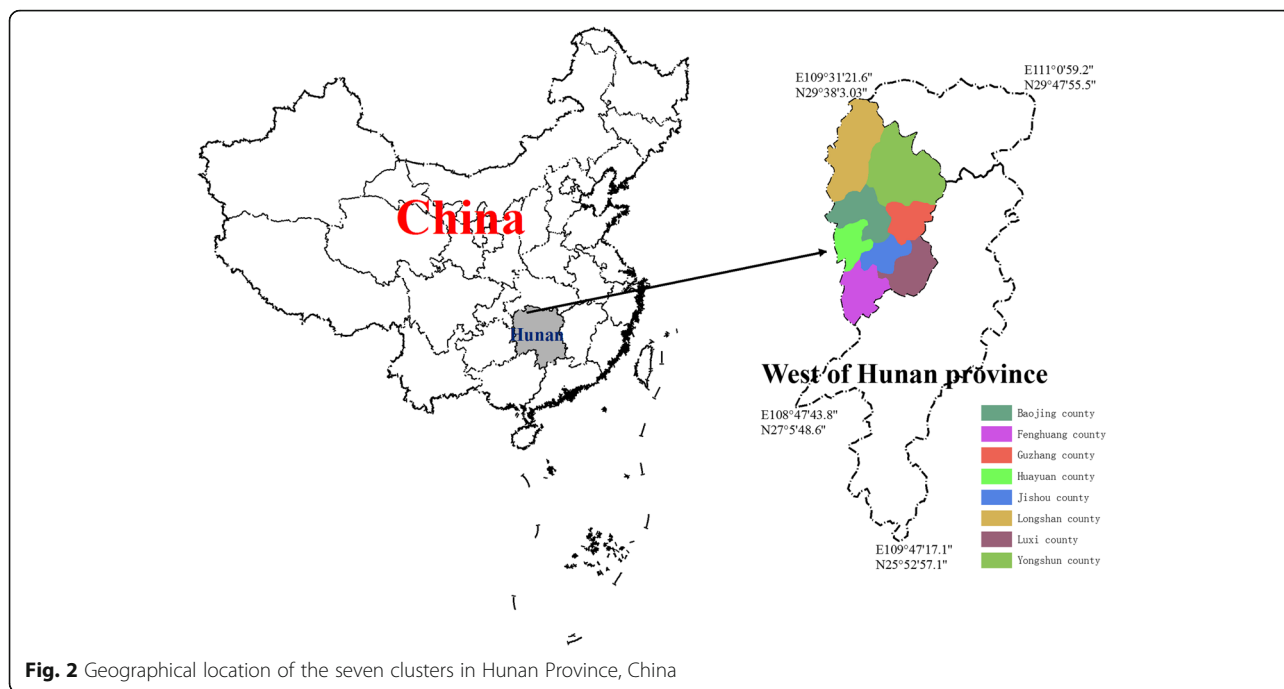 China
Hunan
E109°31'21.6"
N29°38'3.03"
E111°0'59.2"
N29°47'55.5"
West of Hunan province
E108°47'43.8"
N27°5'48.6"
Baojing county
Fenghuang county
Guzhang county
Huayuan county
Jishou county
Longshan county
Luxi county
Yongshun county
E109°47'17.1"
N25°52'57.1"
Fig. 2 Geographical location of the seven clusters in Hunan Province, China